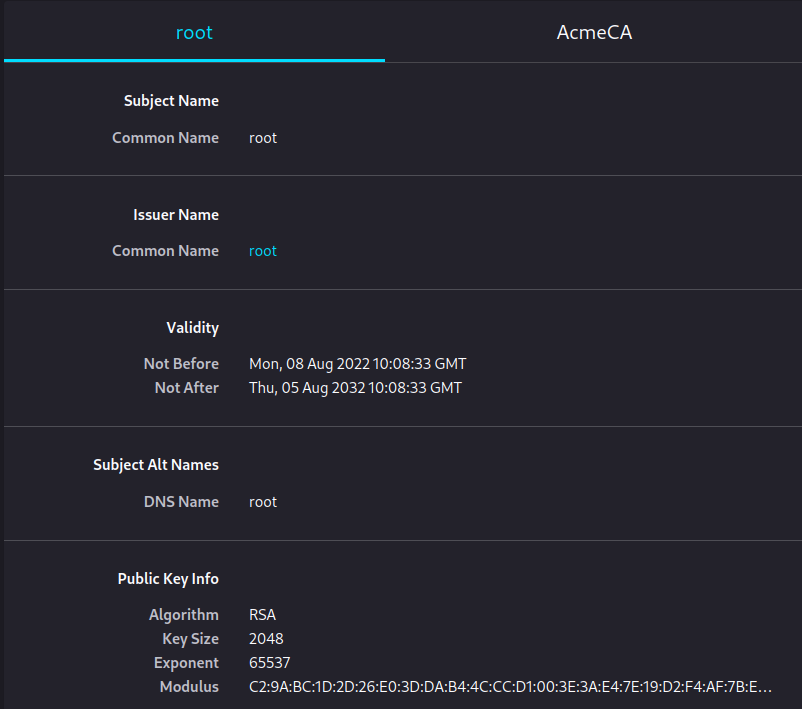 root AcmeCA
Subject Name
Common Name root
Issuer Name
Common Name root
Validity
Not Before Mon, 08 Aug 2022 10:08:33 GMT
Not After Thu, 05 Aug 2032 10:08:33 GMT
Subject Alt Names
DNS Name root
Public Key Info
Algorithm RSA
Key Size 2048
Exponent 65537
Modulus C2:9A:BC:1D:2D:26:E0:3D:DA:B4:4C:CC:D1:00:3E:3A:E4:7E:19:D2:F4:AF:7B:E…